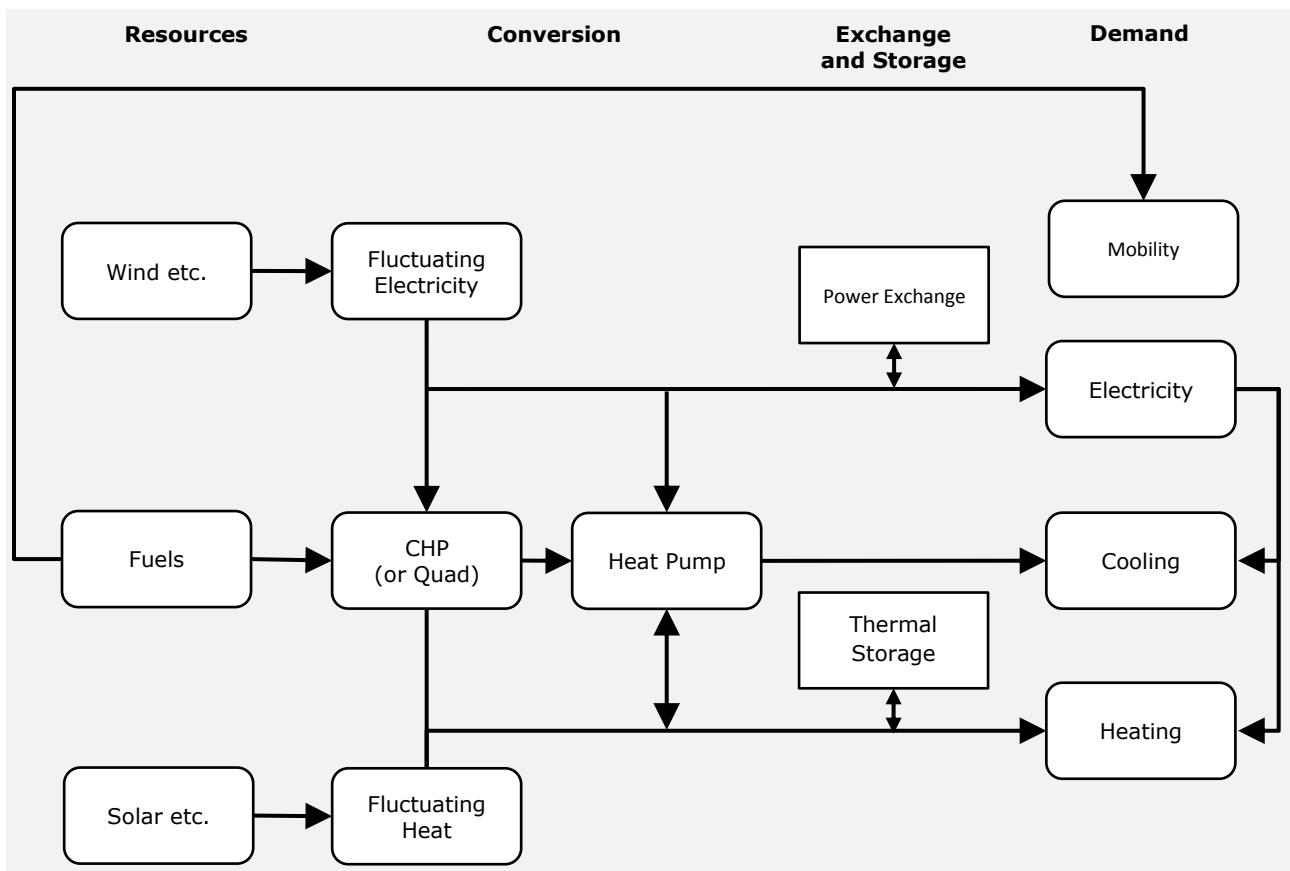 Resources
Conversion
Exchange
and Storage
Demand
Mobility
Wind etc.
Fluctuating
Electricity
Power Exchange
Electricity
Fuels
CHP
(or Quad)
Heat Pump
Cooling
Thermal
Storage
Heating
Solar etc.
Fluctuating
Heat